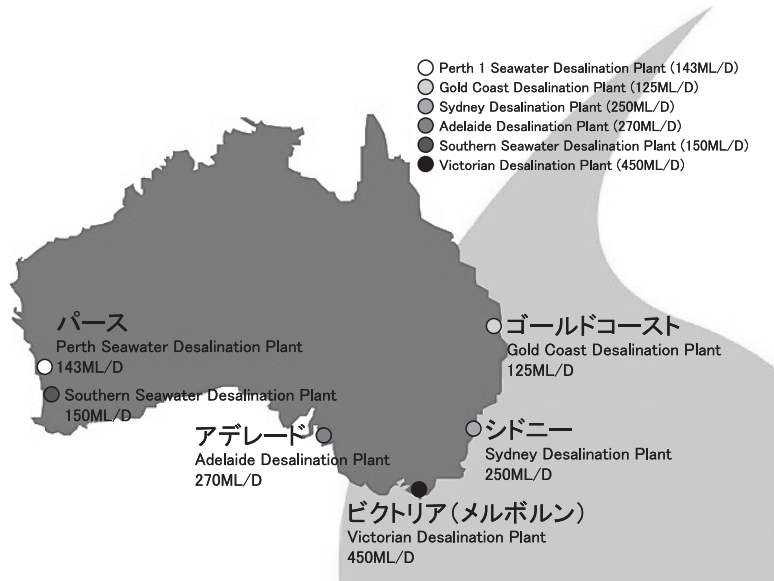 Perth 1 Seawater Desalination Plant (143ML/D)
Gold Coast Desalination Plant (125ML/D)
Sydney Desalination Plant (250ML/D)
Adelaide Desalination Plant (270ML/D)
Southern Seawater Desalination Plant (150ML/D)
Victorian Desalination Plant (450ML/D)
パース
Perth Seawater Desalination Plant
143ML/D
Southern Seawater Desalination Plant
150ML/D
ゴールドコースト
Gold Coast Desalination Plant
125ML/D
アデレード
Adelaide Desalination Plant
270ML/D
シドニー
Sydney Desalination Plant
250ML/D
ビクトリア（メルボルン）
Victorian Desalination Plant
450ML/D